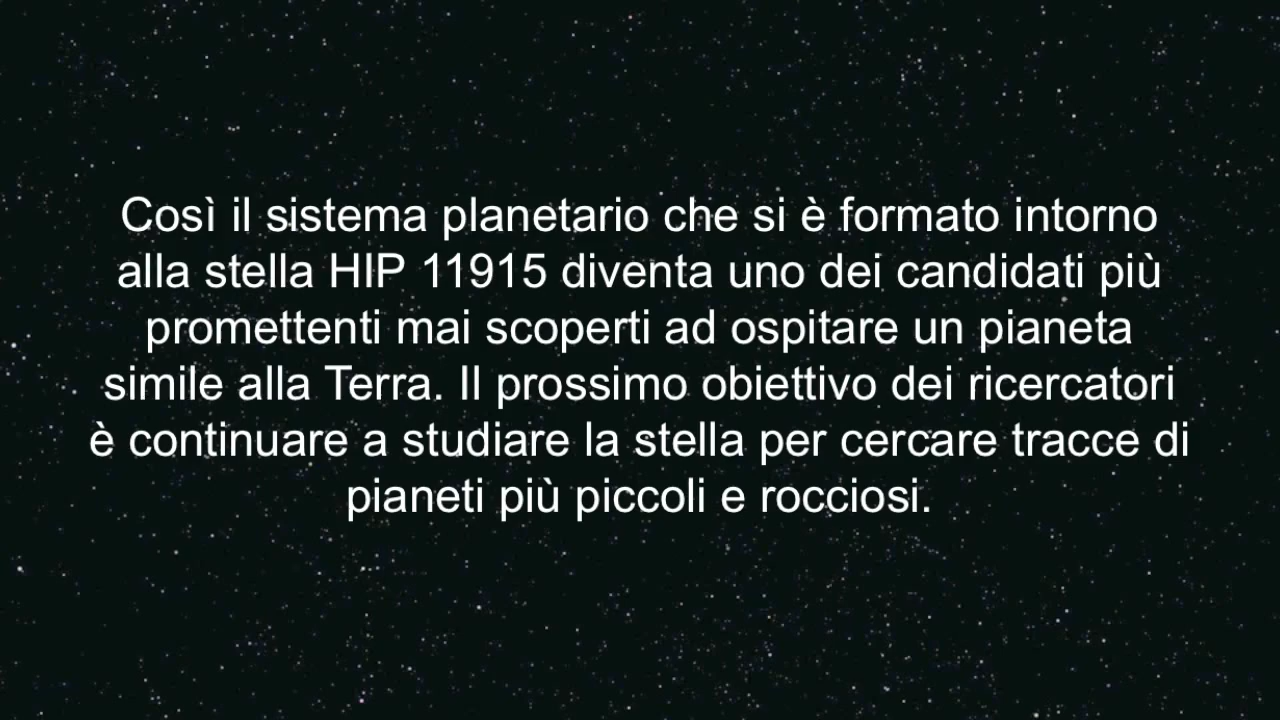 Così il sistema planetario che si è formato intorno
alla stella HIP 11915 diventa uno dei candidati più
promettenti mai scoperti ad ospitare un pianeta
simile alla Terra. Il prossimo obiettivo dei ricercatori
è continuare a studiare la stella per cercare tracce di
pianeti più piccoli e rocciosi.